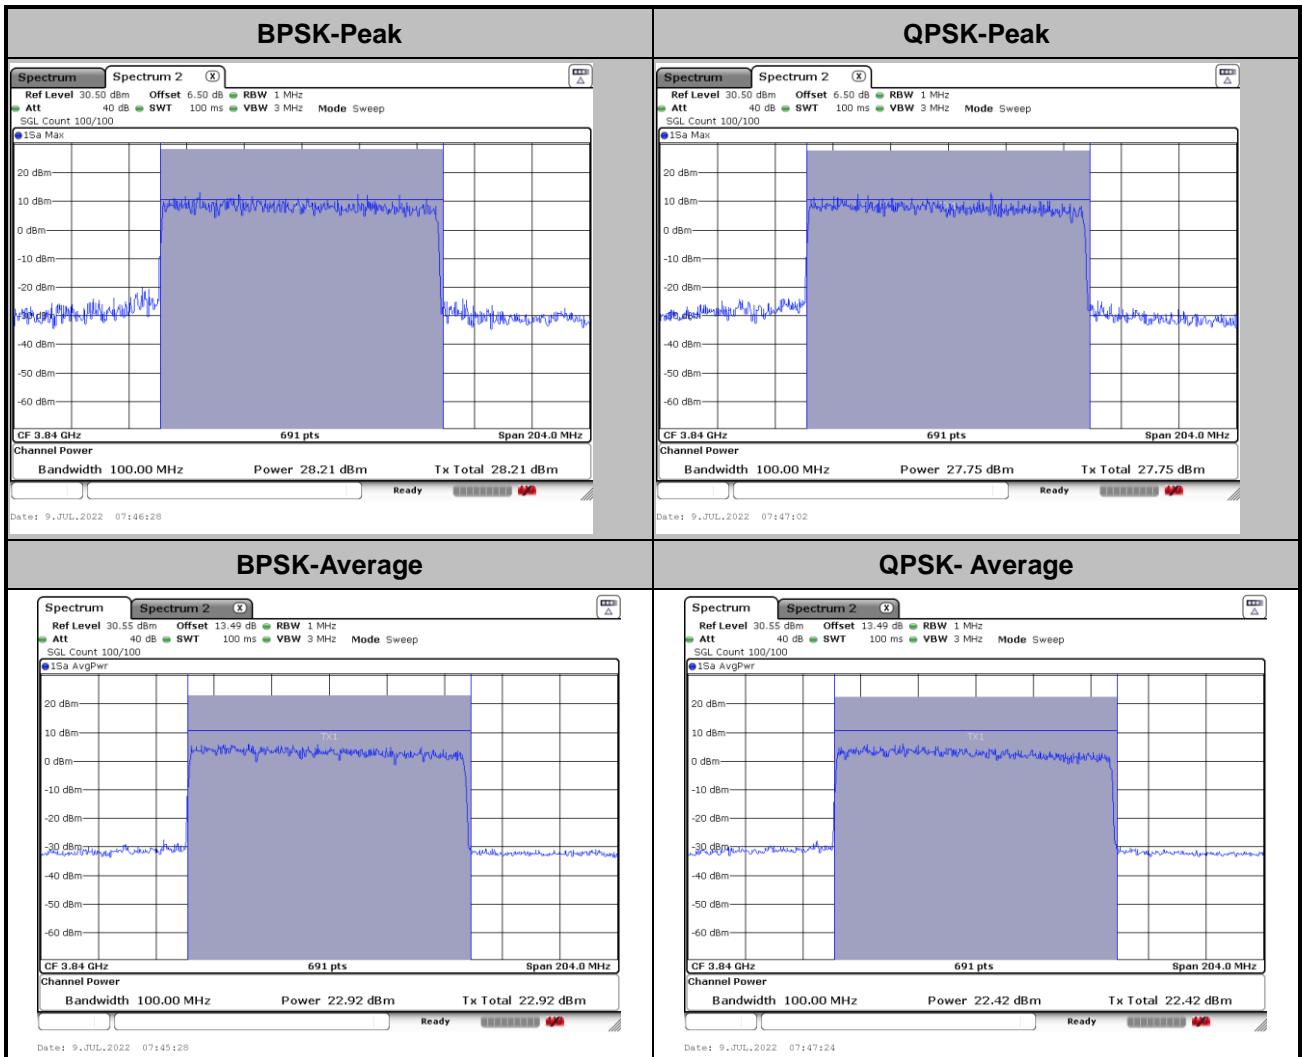 BPSK-Peak
QPSK-Peak
Spectrum Spectrum 2 X
Ref Level 30.50 dBm Offset 6.50 dB RBW 1 MHz
Att 40 dB SWT 100 ms VBW 3 MHz Mode Sweep
SGL Count 100/100
1Sa Max
20 dBm
10 dBm
0 dBm
-10 dBm
-20 dBm
-30 dBm
-40 dBm
-50 dBm
-60 dBm
CF 3.84 GHz 691 pts Span 204.0 MHz
Channel Power
Bandwidth 100.00 MHz Power 28.21 dBm Tx Total 28.21 dBm
Ready
Date: 9.JUL.2022 07:46:28
Spectrum Spectrum 2 X
Ref Level 30.50 dBm Offset 6.50 dB RBW 1 MHz
Att 40 dB SWT 100 ms VBW 3 MHz Mode Sweep
SGL Count 100/100
1Sa Max
20 dBm
10 dBm
0 dBm
-10 dBm
-20 dBm
-30 dBm
-40 dBm
-50 dBm
-60 dBm
CF 3.84 GHz 691 pts Span 204.0 MHz
Channel Power
Bandwidth 100.00 MHz Power 27.75 dBm Tx Total 27.75 dBm
Ready
Date: 9.JUL.2022 07:47:02
BPSK-Average
QPSK- Average
Spectrum Spectrum 2 X
Ref Level 30.55 dBm Offset 13.49 dB RBW 1 MHz
Att 40 dB SWT 100 ms VBW 3 MHz Mode Sweep
SGL Count 100/100
1Sa AvgPwr
20 dBm
10 dBm
TX1
0 dBm
-10 dBm
-20 dBm
-30 dBm
-40 dBm
-50 dBm
-60 dBm
CF 3.84 GHz 691 pts Span 204.0 MHz
Channel Power
Bandwidth 100.00 MHz Power 22.92 dBm Tx Total 22.92 dBm
Ready
Date: 9.JUL.2022 07:45:28
Spectrum Spectrum 2 X
Ref Level 30.55 dBm Offset 13.49 dB RBW 1 MHz
Att 40 dB SWT 100 ms VBW 3 MHz Mode Sweep
SGL Count 100/100
1Sa AvgPwr
20 dBm
10 dBm
TX1
0 dBm
-10 dBm
-20 dBm
-30 dBm
-40 dBm
-50 dBm
-60 dBm
CF 3.84 GHz 691 pts Span 204.0 MHz
Channel Power
Bandwidth 100.00 MHz Power 22.42 dBm Tx Total 22.42 dBm
Ready
Date: 9.JUL.2022 07:47:24